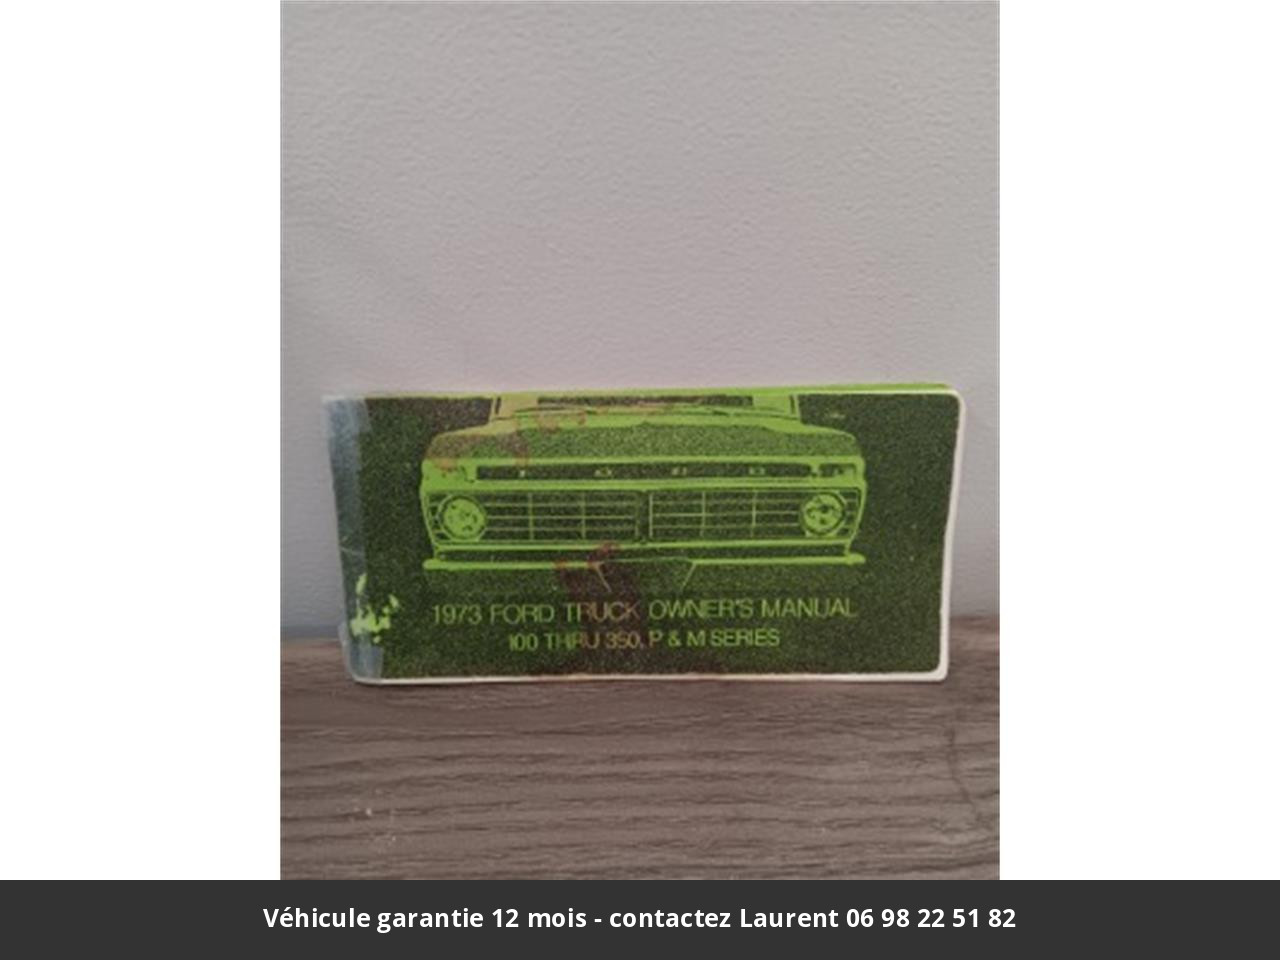 FORD
1973 FORD TRUCK OWNER'S MANUAL
100 THRU 350, P & M SERIES
Véhicule garantie 12 mois - contactez Laurent 06 98 22 51 82